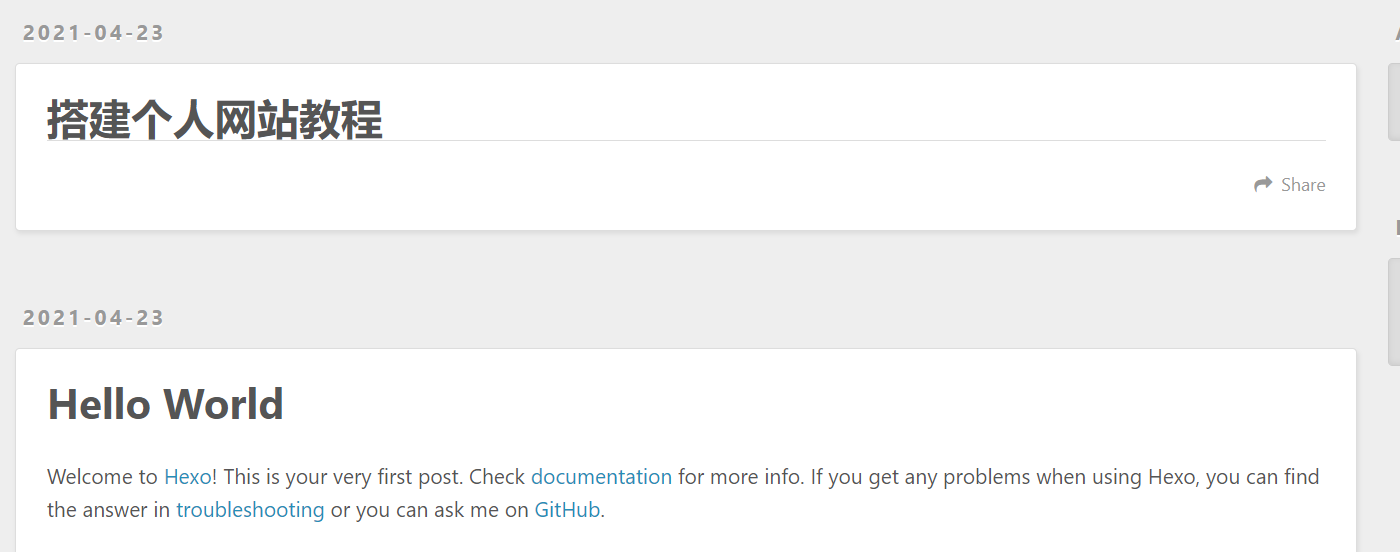 2021-04-23
搭建个人网站教程
Share
2021-04-23
Hello World
Welcome to Hexo! This is your very first post. Check documentation for more info. If you get any problems when using Hexo, you can find
the answer in troubleshooting or you can ask me on GitHub.